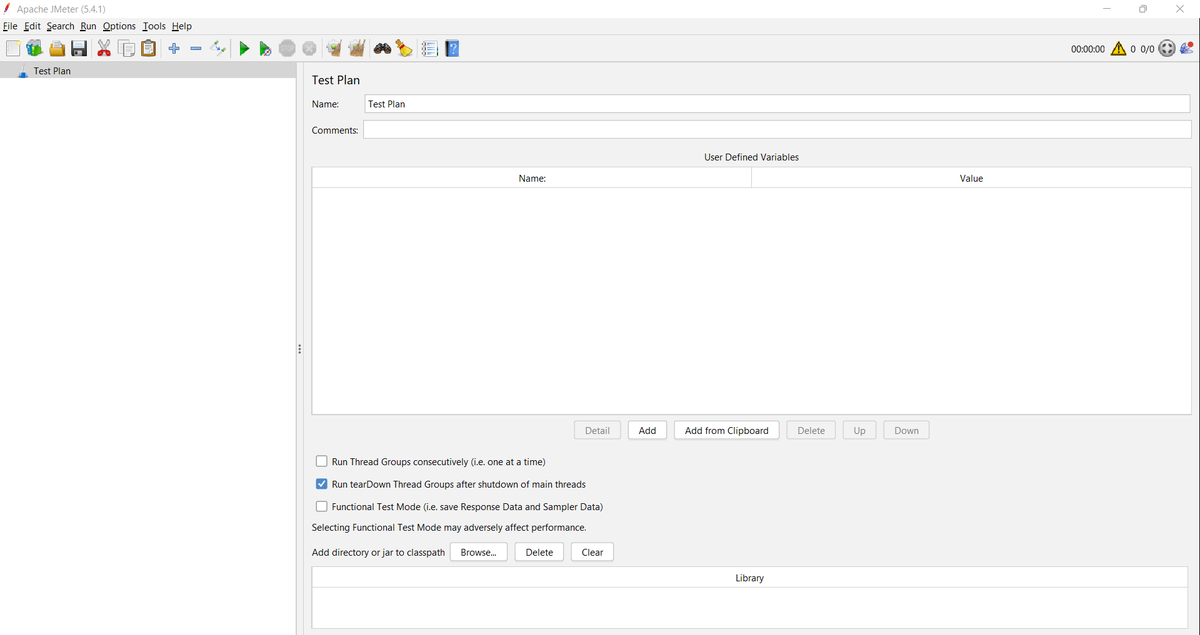 Apache JMeter (5.4.1)
File Edit Search Run Options Tools Help
STOP ?
00:00:00 0 0/0
Test Plan
Test Plan
Name: Test Plan
Comments:
User Defined Variables
Name: Value
Detail Add Add from Clipboard Delete Up Down
Run Thread Groups consecutively (i.e. one at a time)
Run tearDown Thread Groups after shutdown of main threads
Functional Test Mode (i.e. save Response Data and Sampler Data)
Selecting Functional Test Mode may adversely affect performance.
Add directory or jar to classpath Browse... Delete Clear
Library